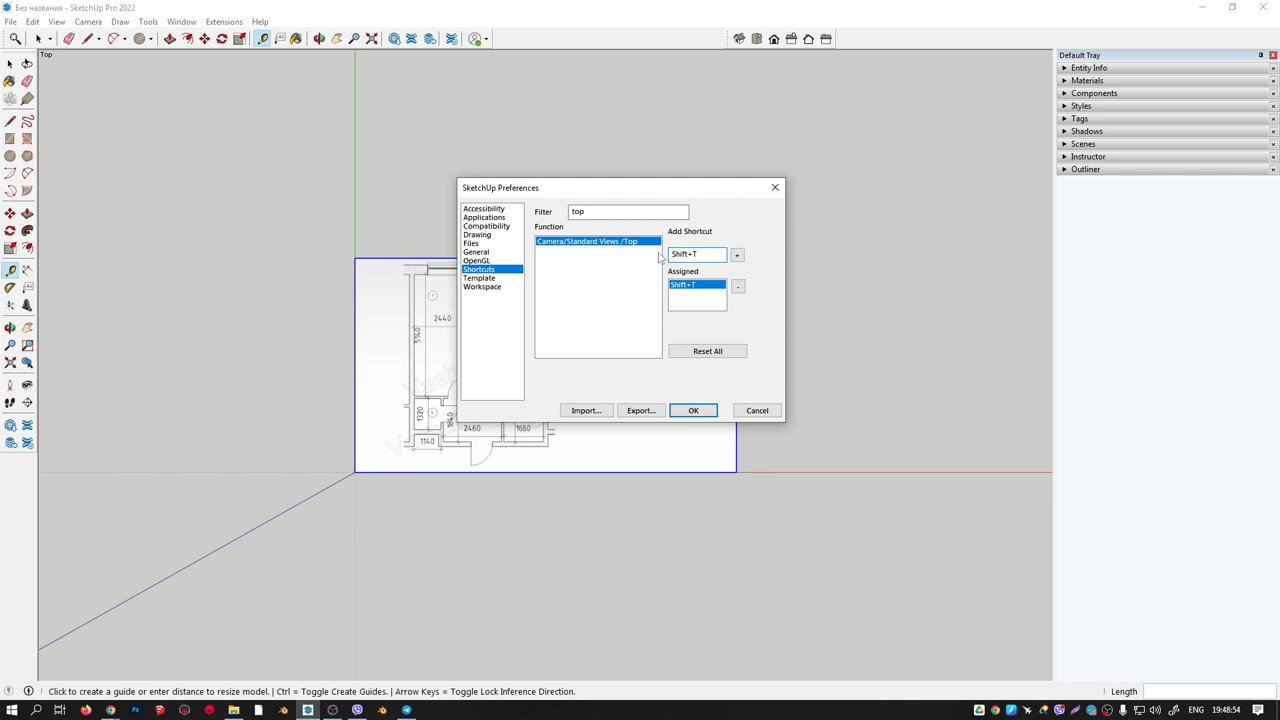 Без названия - SketchUp Pro 2022
File Edit View Camera Draw Tools Window Extensions Help
Top
Default Tray
Entity Info
Materials
Components
Styles
Tags
Shadows
Scenes
Instructor
Outliner
SketchUp Preferences
Accessibility
Applications
Compatibility
Drawing
Files
General
OpenGL
Shortcuts
Template
Workspace
Filter top
Function
Camera/Standard Views /Top
Add Shortcut
Shift+T
+
Assigned
Shift+T
-
Reset All
Import... Export... OK Cancel
2440
5140
1320
1840
2460
1660
1140
Click to create a guide or enter distance to resize model. | Ctrl = Toggle Create Guides. | Arrow Keys = Toggle Lock Inference Direction.
Length
ENG 19:48:54